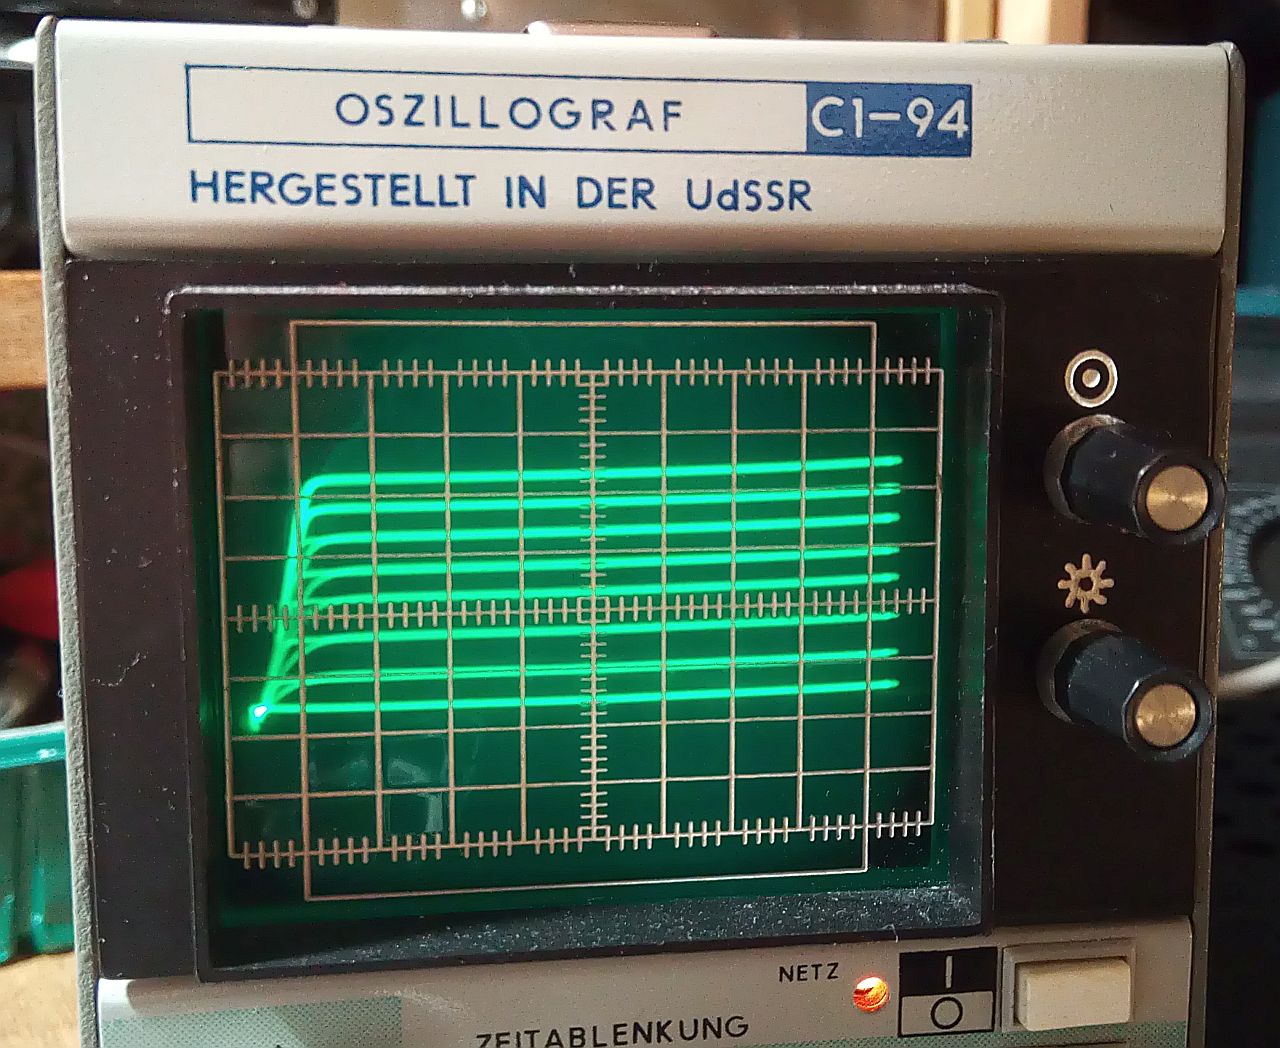 OSZILLOGRAF C1-94
HERGESTELLT IN DER UdSSR
NETZ
I
O
ZEITABLENKUNG